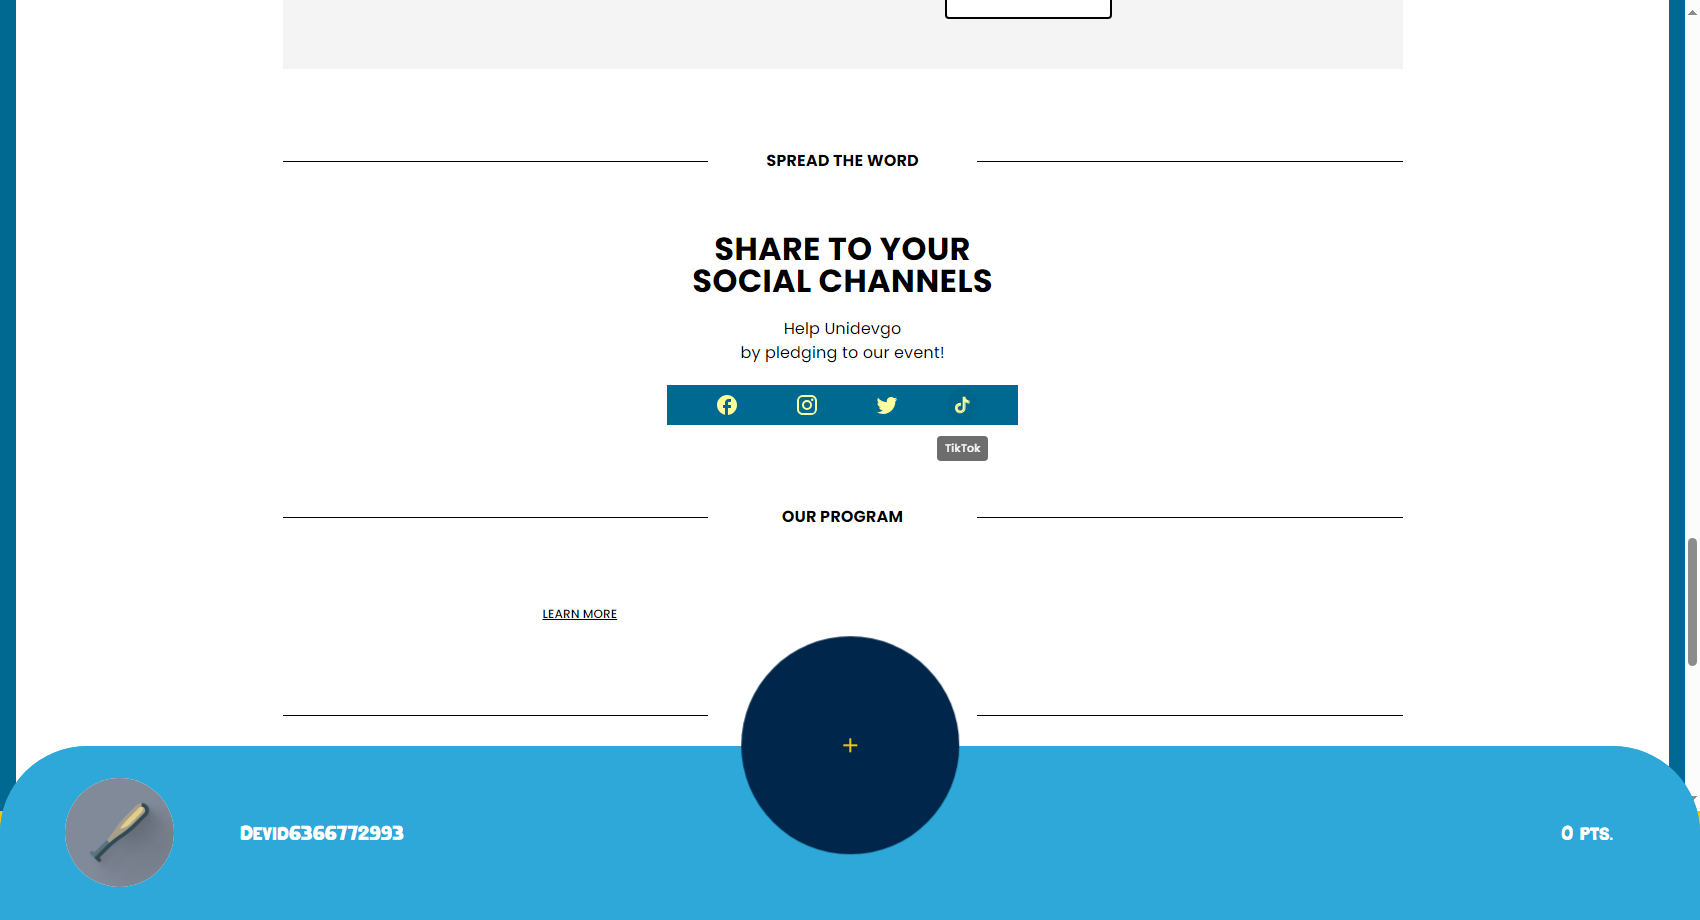 SPREAD THE WORD
SHARE TO YOUR
SOCIAL CHANNELS
Help Unidevgo
by pledging to our event!
TikTok
OUR PROGRAM
LEARN MORE
+
Devid6366772993
0 pts.